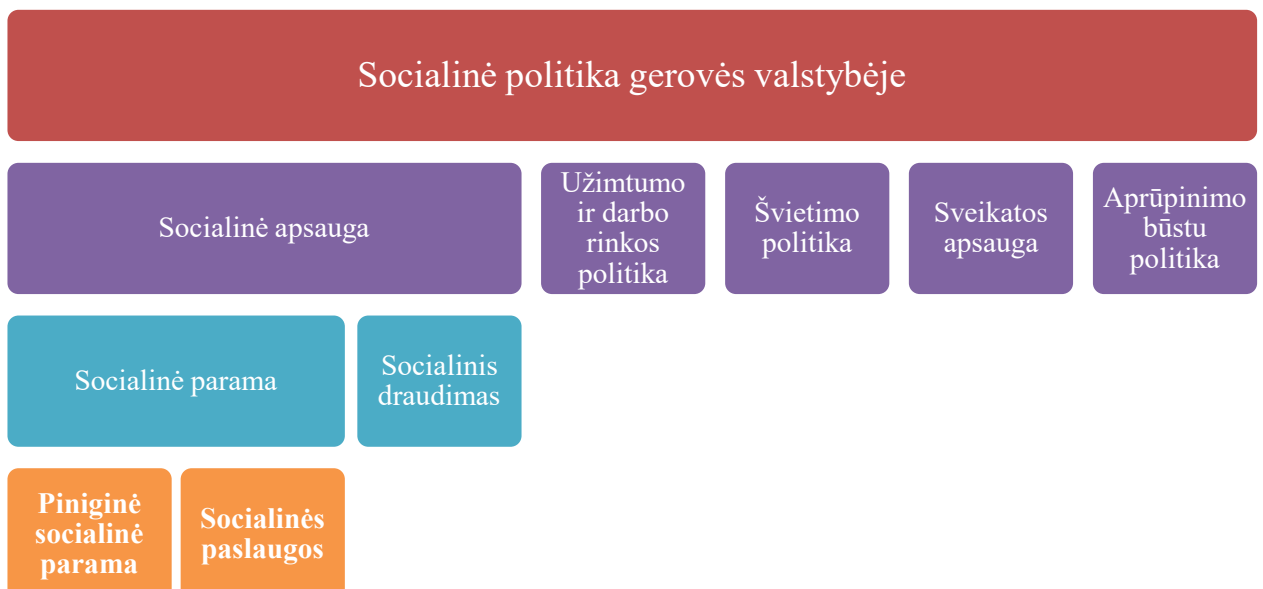 Socialinė politika gerovės valstybėje
Socialinė apsauga
Užimtumo
ir darbo
rinkos
politika
Švietimo
politika
Sveikatos
apsauga
Aprūpinimo
būstu
politika
Socialinė parama
Socialinis
draudimas
Piniginė
socialinė
parama
Socialinės
paslaugos